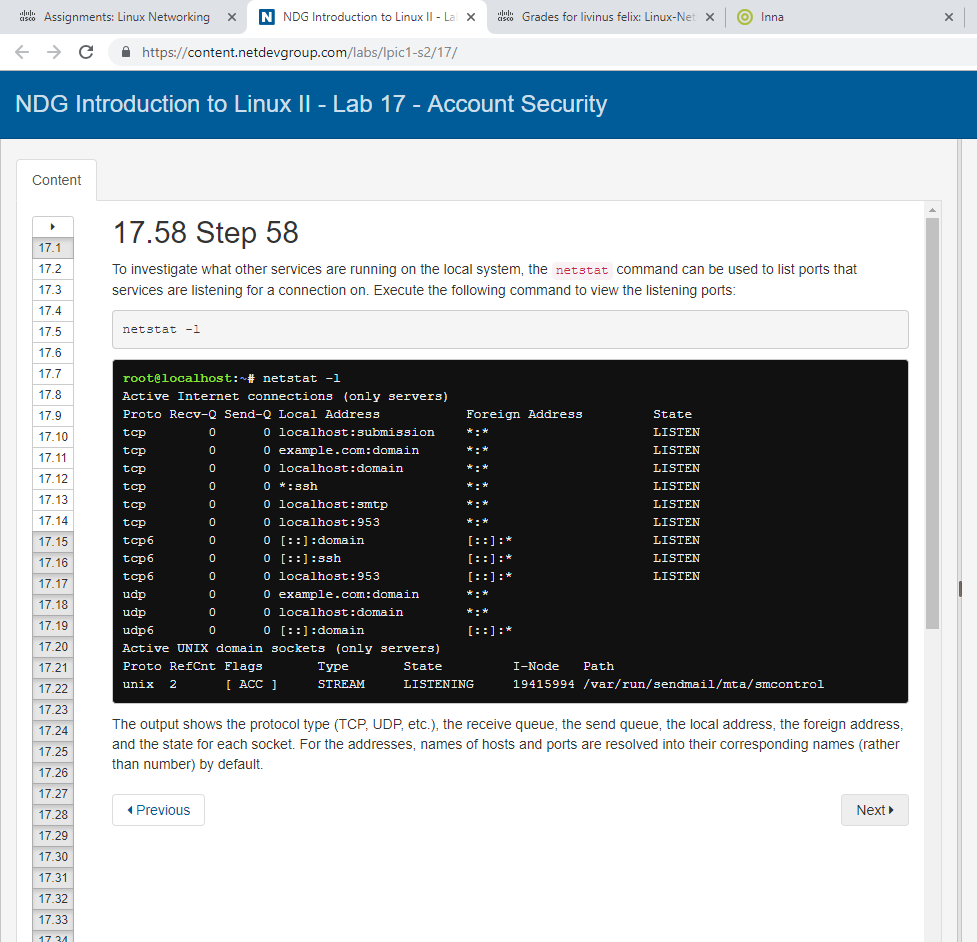 Assignments: Linux Networking
NDG Introduction to Linux II - La
Grades for livinus felix: Linux-Net
Inna
https://content.netdevgroup.com/labs/lpic1-s2/17/
NDG Introduction to Linux II - Lab 17 - Account Security
Content
17.1
17.2
17.3
17.4
17.5
17.6
17.7
17.8
17.9
17.10
17.11
17.12
17.13
17.14
17.15
17.16
17.17
17.18
17.19
17.20
17.21
17.22
17.23
17.24
17.25
17.26
17.27
17.28
17.29
17.30
17.31
17.32
17.33
17.34
17.58 Step 58
To investigate what other services are running on the local system, the netstat command can be used to list ports that
services are listening for a connection on. Execute the following command to view the listening ports:
netstat -l
root@localhost:~# netstat -l
Active Internet connections (only servers)
Proto Recv-Q Send-Q Local Address           Foreign Address         State
tcp        0      0 localhost:submission    *:*                     LISTEN
tcp        0      0 example.com:domain      *:*                     LISTEN
tcp        0      0 localhost:domain        *:*                     LISTEN
tcp        0      0 *:ssh                   *:*                     LISTEN
tcp        0      0 localhost:smtp          *:*                     LISTEN
tcp        0      0 localhost:953           *:*                     LISTEN
tcp6       0      0 [::]:domain             [::]:*                  LISTEN
tcp6       0      0 [::]:ssh                [::]:*                  LISTEN
tcp6       0      0 localhost:953           [::]:*                  LISTEN
udp        0      0 example.com:domain      *:*
udp        0      0 localhost:domain        *:*
udp6       0      0 [::]:domain             [::]:*
Active UNIX domain sockets (only servers)
Proto RefCnt Flags       Type       State         I-Node   Path
unix  2      [ ACC ]     STREAM     LISTENING     19415994 /var/run/sendmail/mta/smcontrol
The output shows the protocol type (TCP, UDP, etc.), the receive queue, the send queue, the local address, the foreign address,
and the state for each socket. For the addresses, names of hosts and ports are resolved into their corresponding names (rather
than number) by default.
Previous
Next